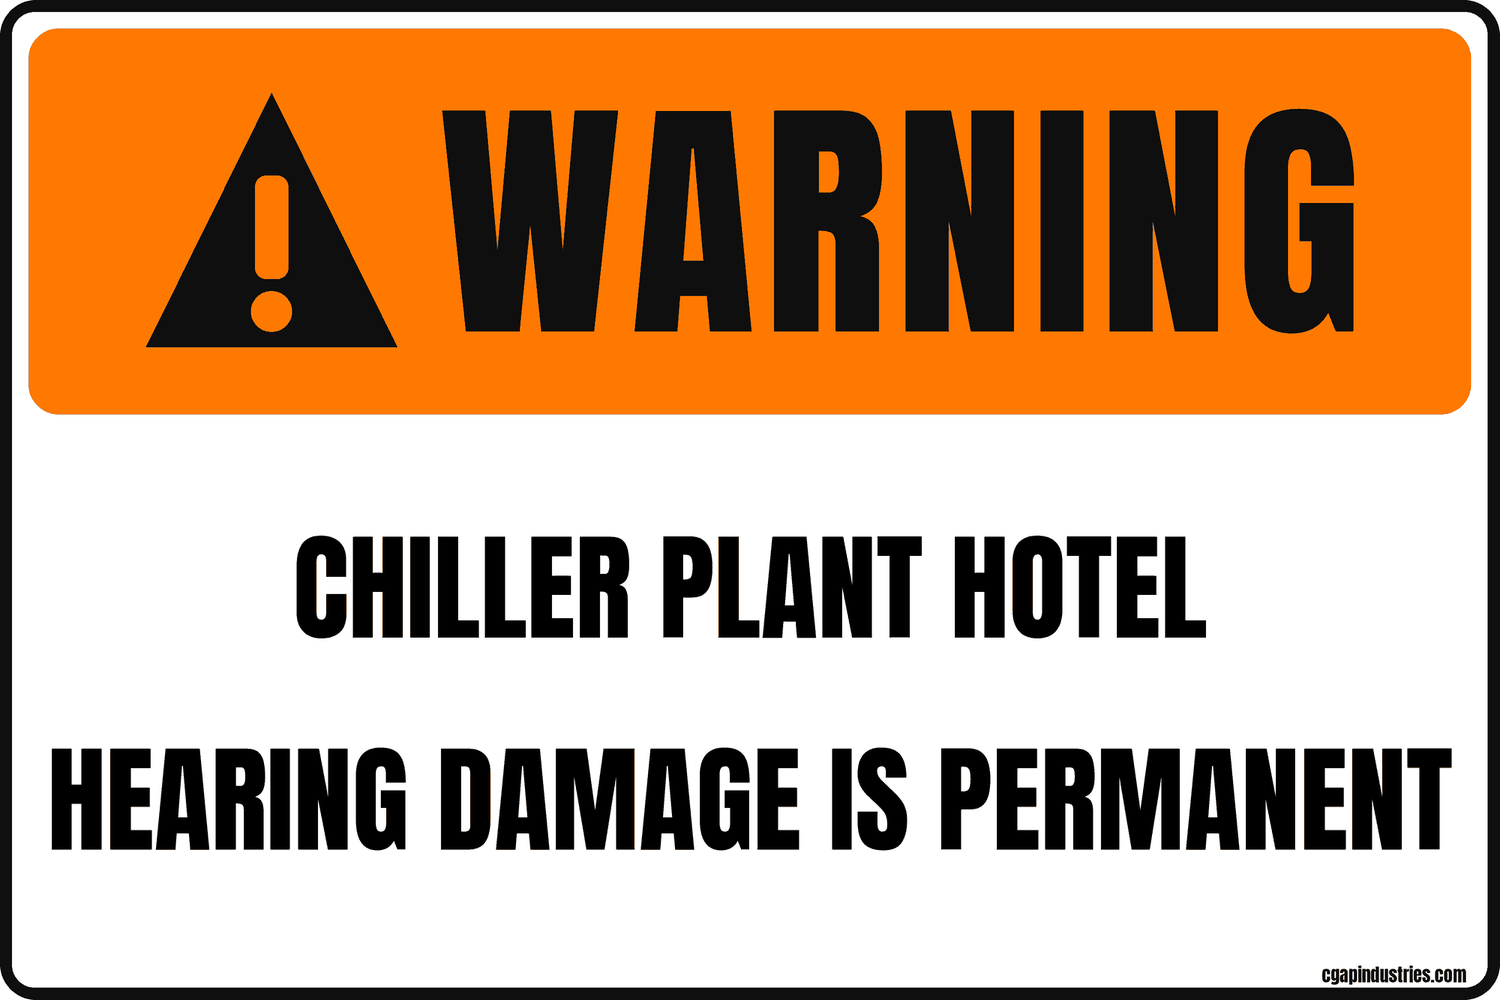 WARNING
CHILLER PLANT HOTEL
HEARING DAMAGE IS PERMANENT
cgapindustries.com